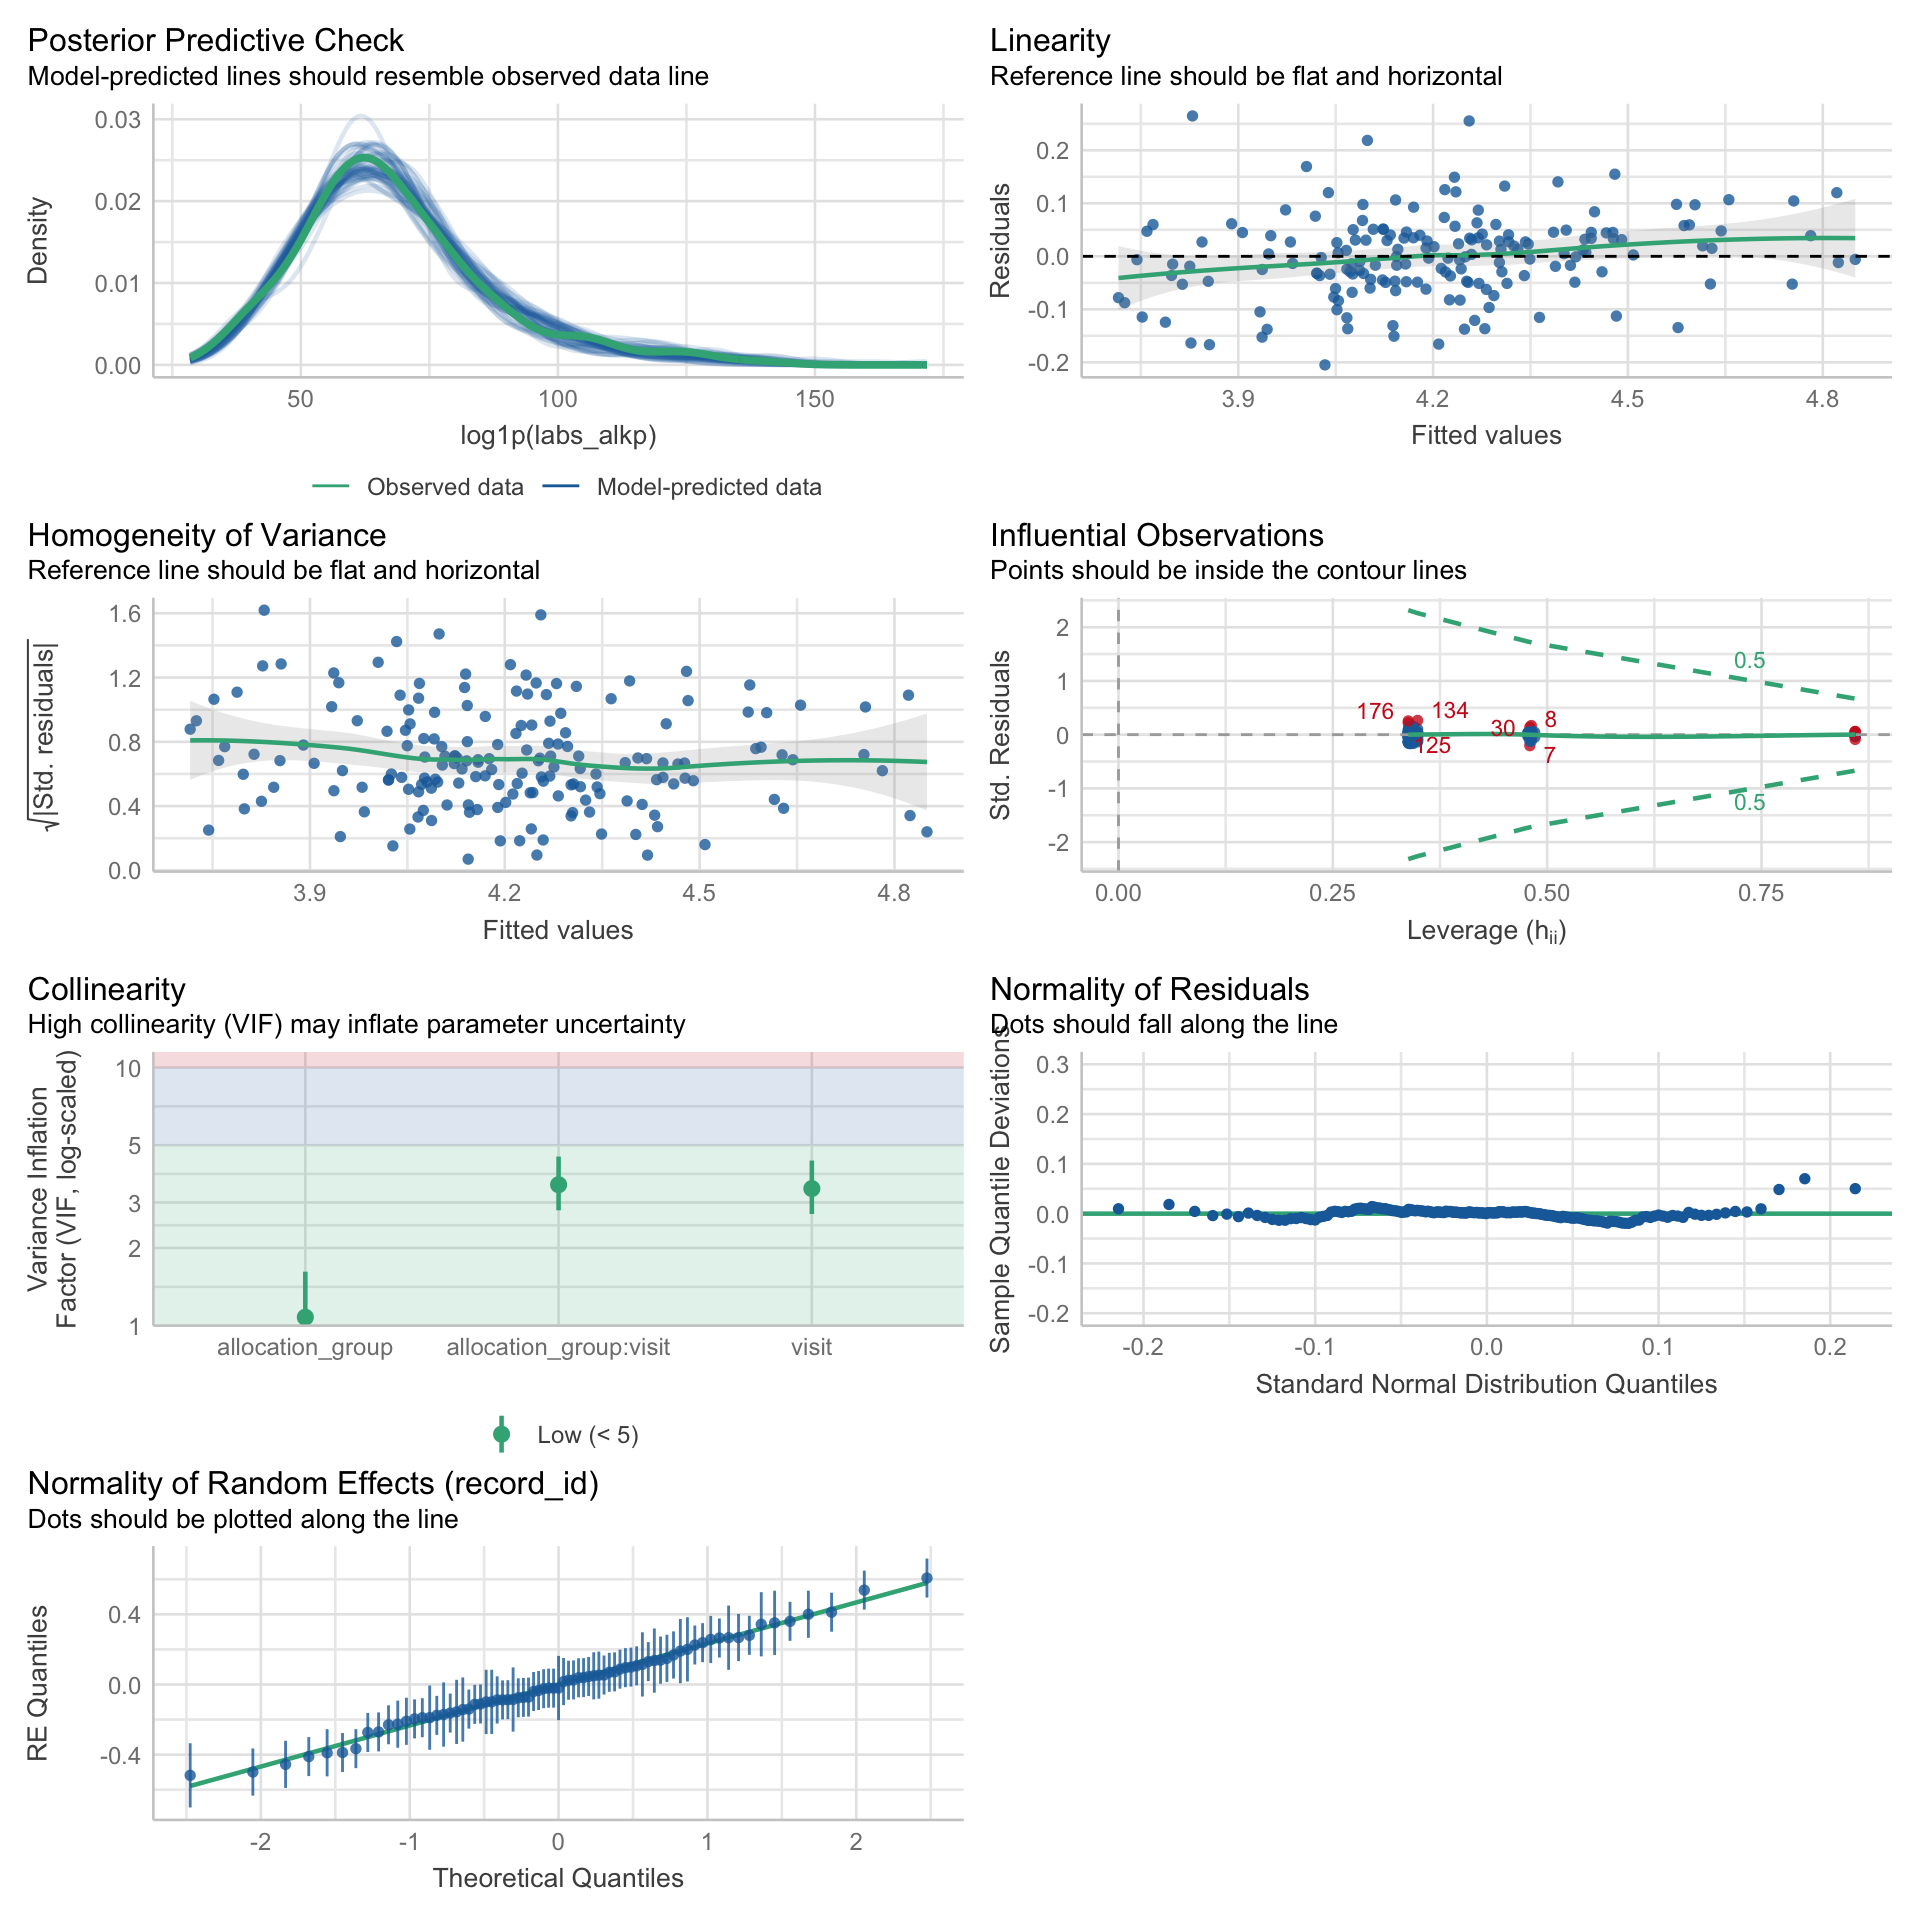 Posterior Predictive Check
Model-predicted lines should resemble observed data line
0.03
0.02
0.01
0.00
Density
50 100 150
log1p(labs_alkp)
Observed data Model-predicted data
Linearity
Reference line should be flat and horizontal
0.2
0.1
0.0
-0.1
-0.2
Residuals
3.9 4.2 4.5 4.8
Fitted values
Homogeneity of Variance
Reference line should be flat and horizontal
1.6
1.2
0.8
0.4
0.0
√|Std. residuals|
3.9 4.2 4.5 4.8
Fitted values
Influential Observations
Points should be inside the contour lines
2
1
0
-1
-2
Std. Residuals
0.5
176 134
30 8
125 7
0.5
0.00 0.25 0.50 0.75
Leverage (hii)
Collinearity
High collinearity (VIF) may inflate parameter uncertainty
10
5
3
2
1
Variance Inflation
Factor (VIF, log-scaled)
allocation_group allocation_group:visit visit
Low (< 5)
Normality of Residuals
Dots should fall along the line
0.3
0.2
0.1
0.0
-0.1
-0.2
Sample Quantile Deviations
-0.2 -0.1 0.0 0.1 0.2
Standard Normal Distribution Quantiles
Normality of Random Effects (record_id)
Dots should be plotted along the line
0.4
0.0
-0.4
RE Quantiles
-2 -1 0 1 2
Theoretical Quantiles